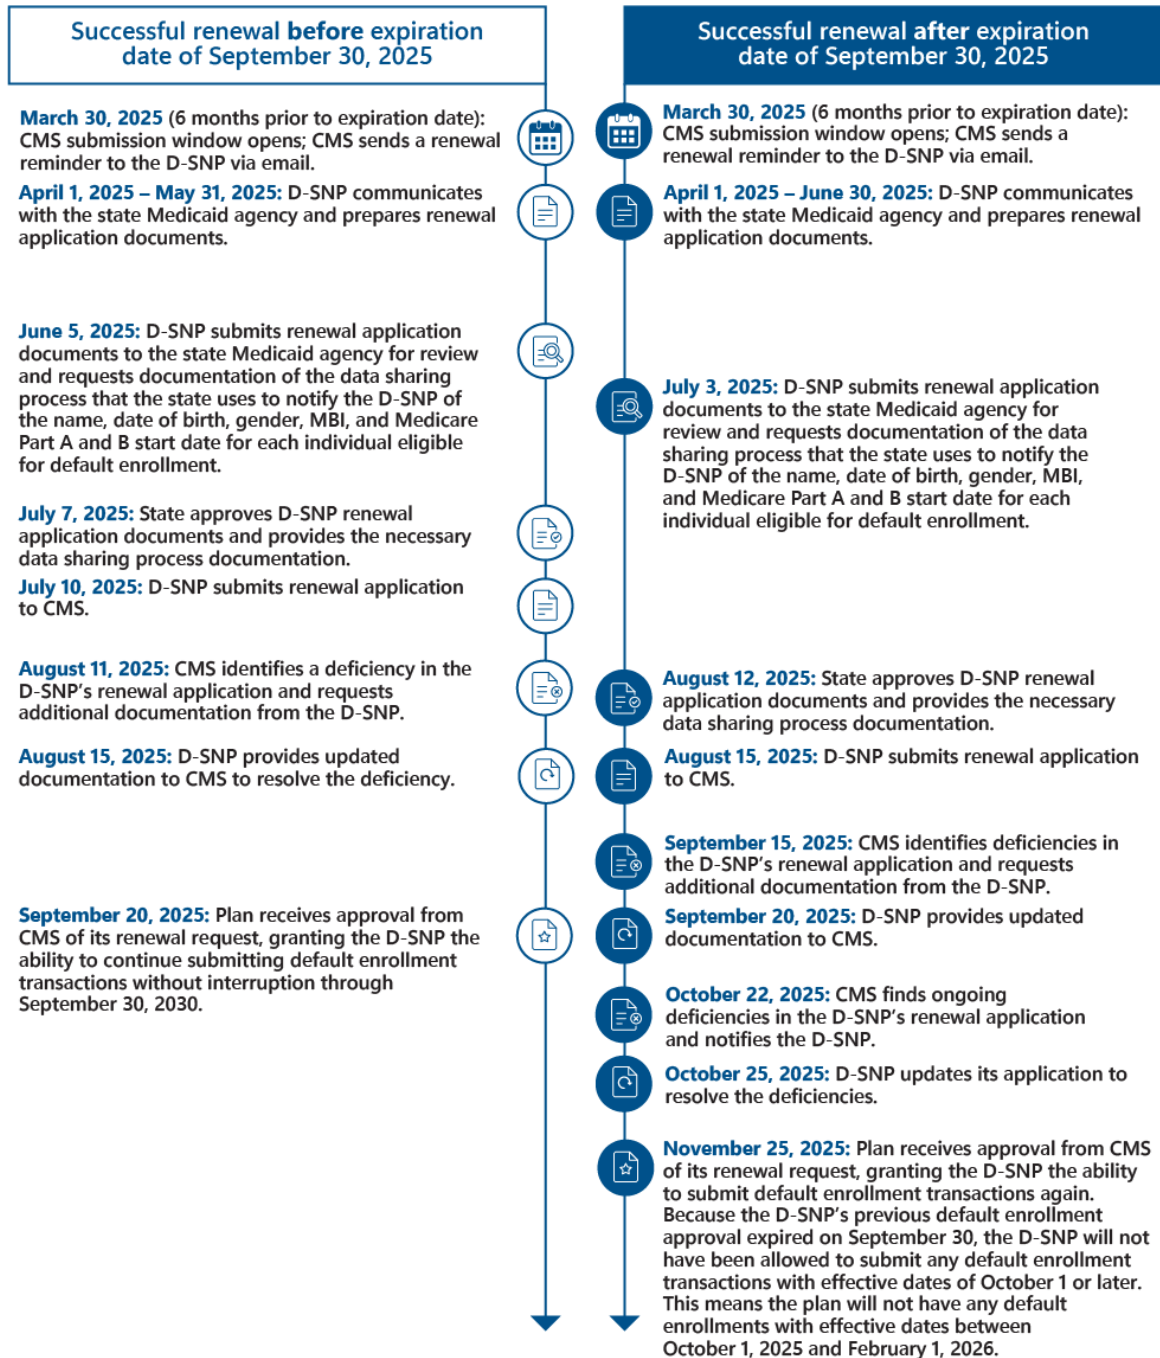 Successful renewal before expiration
date of September 30, 2025
March 30, 2025 (6 months prior to expiration date):
CMS submission window opens; CMS sends a renewal
reminder to the D-SNP via email.
April 1, 2025 – May 31, 2025: D-SNP communicates
with the state Medicaid agency and prepares renewal
application documents.
June 5, 2025: D-SNP submits renewal application
documents to the state Medicaid agency for review
and requests documentation of the data sharing
process that the state uses to notify the D-SNP of
the name, date of birth, gender, MBI, and Medicare
Part A and B start date for each individual eligible
for default enrollment.
July 7, 2025: State approves D-SNP renewal
application documents and provides the necessary
data sharing process documentation.
July 10, 2025: D-SNP submits renewal application
to CMS.
August 11, 2025: CMS identifies a deficiency in the
D-SNP’s renewal application and requests
additional documentation from the D-SNP.
August 15, 2025: D-SNP provides updated
documentation to CMS to resolve the deficiency.
September 20, 2025: Plan receives approval from
CMS of its renewal request, granting the D-SNP the
ability to continue submitting default enrollment
transactions without interruption through
September 30, 2030.
Successful renewal after expiration
date of September 30, 2025
March 30, 2025 (6 months prior to expiration date):
CMS submission window opens; CMS sends a
renewal reminder to the D-SNP via email.
April 1, 2025 – June 30, 2025: D-SNP communicates
with the state Medicaid agency and prepares renewal
application documents.
July 3, 2025: D-SNP submits renewal application
documents to the state Medicaid agency for
review and requests documentation of the data
sharing process that the state uses to notify the
D-SNP of the name, date of birth, gender, MBI,
and Medicare Part A and B start date for each
individual eligible for default enrollment.
August 12, 2025: State approves D-SNP renewal
application documents and provides the necessary
data sharing process documentation.
August 15, 2025: D-SNP submits renewal application
to CMS.
September 15, 2025: CMS identifies deficiencies in
the D-SNP’s renewal application and requests
additional documentation from the D-SNP.
September 20, 2025: D-SNP provides updated
documentation to CMS.
October 22, 2025: CMS finds ongoing
deficiencies in the D-SNP’s renewal application
and notifies the D-SNP.
October 25, 2025: D-SNP updates its application to
resolve the deficiencies.
November 25, 2025: Plan receives approval from CMS
of its renewal request, granting the D-SNP the ability
to submit default enrollment transactions again.
Because the D-SNP’s previous default enrollment
approval expired on September 30, the D-SNP will not
have been allowed to submit any default enrollment
transactions with effective dates of October 1 or later.
This means the plan will not have any default
enrollments with effective dates between
October 1, 2025 and February 1, 2026.